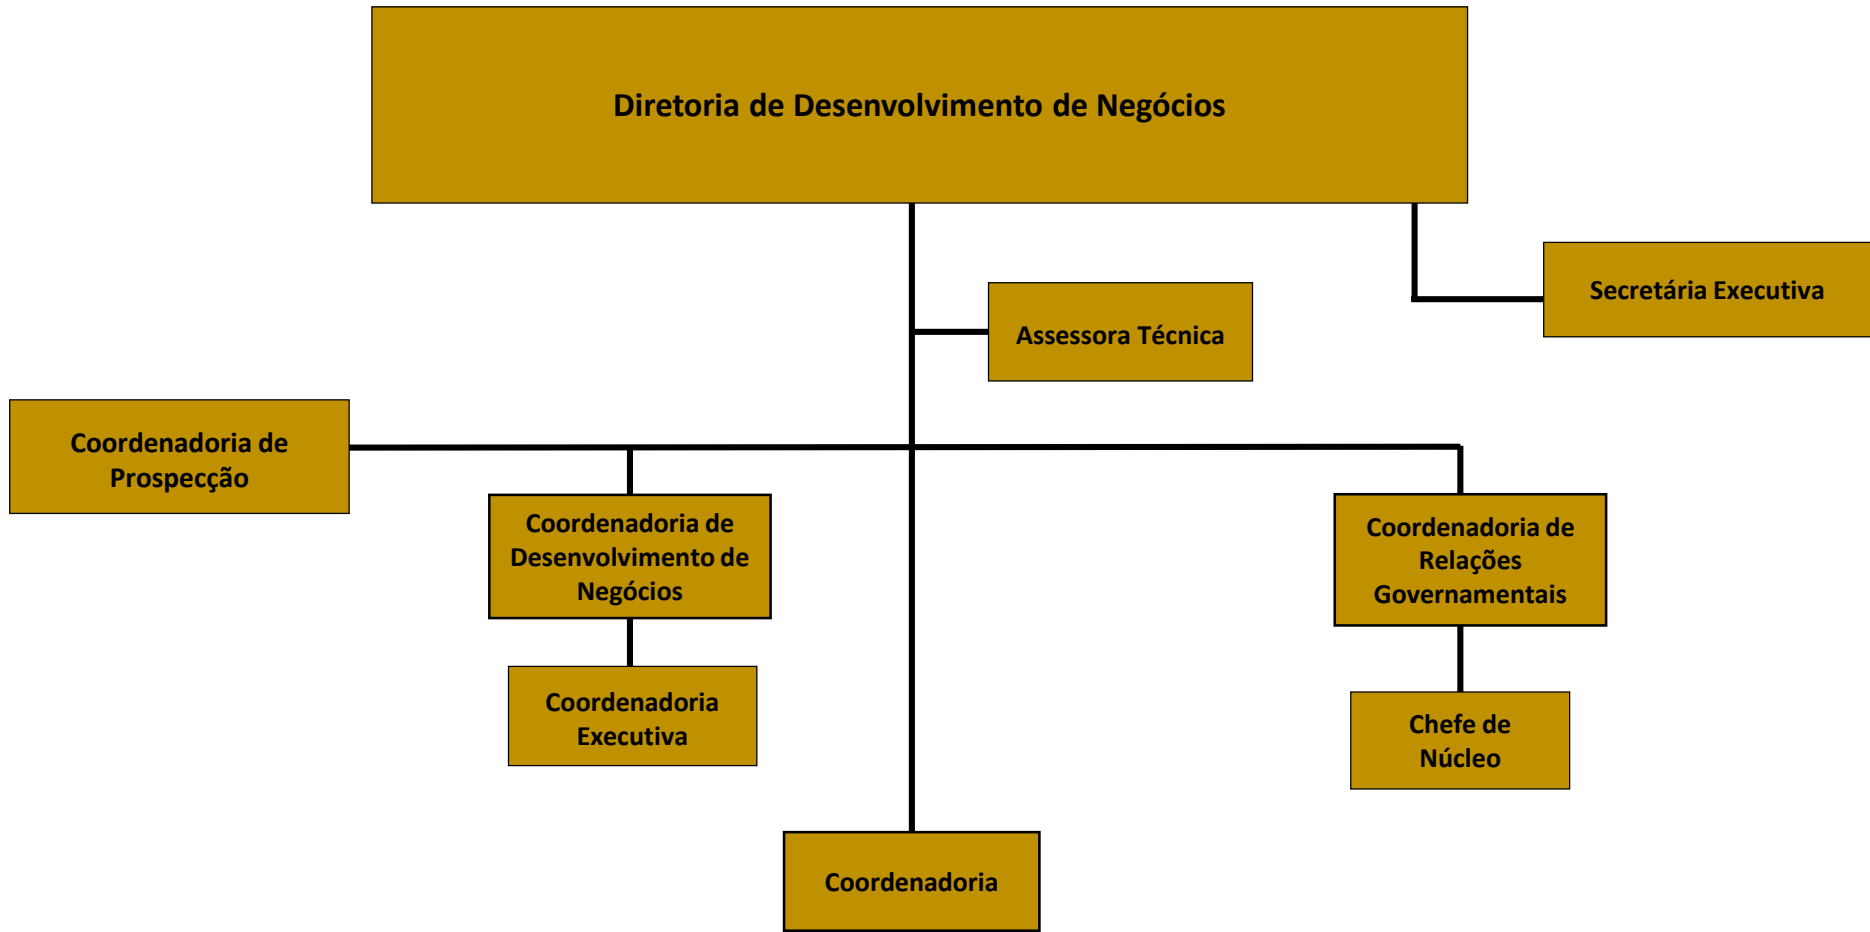 Diretoria de Desenvolvimento de Negócios
Secretária Executiva
Assessora Técnica
Coordenadoria de
Prospecção
Coordenadoria de
Desenvolvimento de
Negócios
Coordenadoria de
Relações
Governamentais
Coordenadoria
Executiva
Chefe de
Núcleo
Coordenadoria